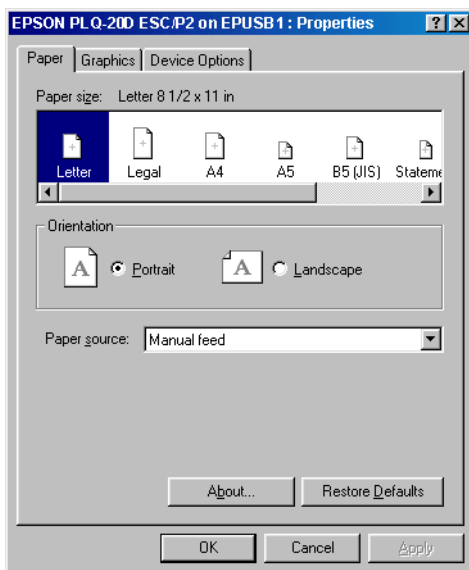 EPSON PLQ-20D ESC/P2 on EPUSB1 : Properties
Paper Graphics Device Options
Paper size: Letter 8 1/2 x 11 in
Letter Legal A4 A5 B5 (JIS) Stateme
Orientation
A Portrait A Landscape
Paper source: Manual feed
About... Restore Defaults
OK Cancel Apply